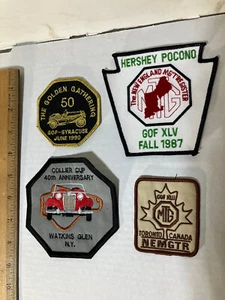 THE GOLDEN GATHERING
50
GOF-SYRACUSE
JUNE 1990
HERSHEY POCONO
The NEW ENGLAND MG'T' REGISTER
MG
GOF XLV
FALL 1987
COLLIER CUP
40th ANNIVERSARY
WATKINS GLEN
N.Y.
MG
TORONTO CANADA
NEMGTR